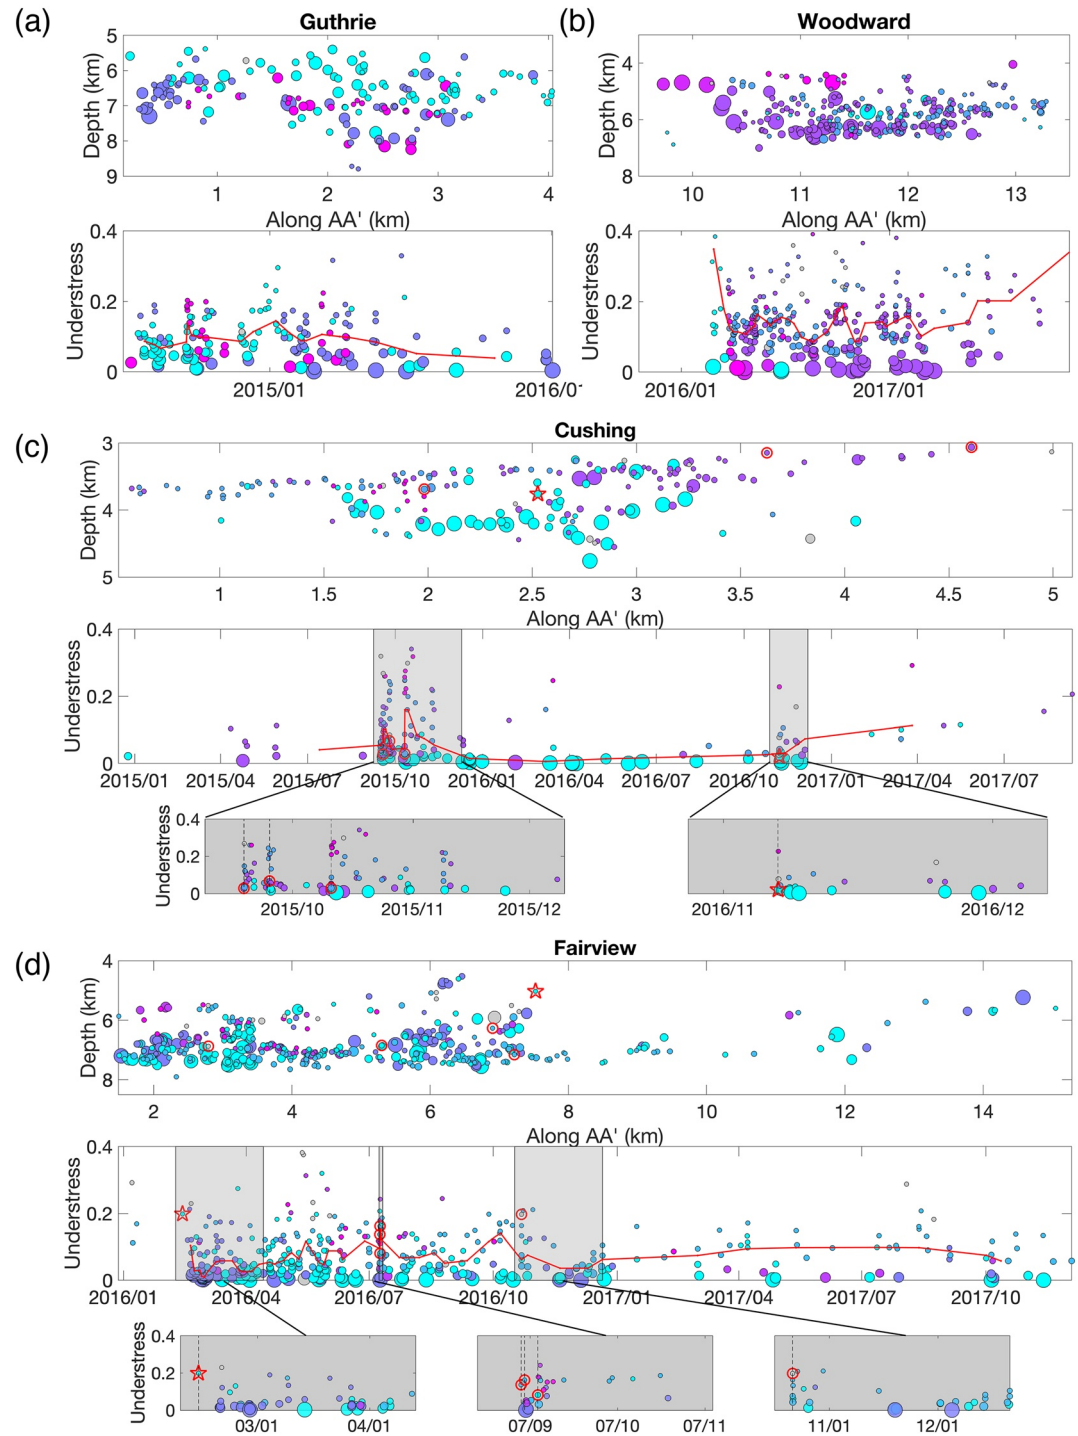 (a) Guthrie
(b) Woodward
5
6
7
8
9
Depth (km)
1 2 3 4
Along AA' (km)
4
6
8
Depth (km)
10 11 12 13
Along AA' (km)
0.4
0.2
0
Understress
2015/01 2016/0
0.4
0.2
0
Understress
2016/01 2017/01
(c) Cushing
3
4
5
Depth (km)
1 1.5 2 2.5 3 3.5 4 4.5 5
Along AA' (km)
0.4
0.2
0
Understress
2015/01 2015/04 2015/07 2015/10 2016/01 2016/04 2016/07 2016/10 2017/01 2017/04 2017/07
0.4
0.2
0
Understress
2015/10 2015/11 2015/12
2016/11 2016/12
(d) Fairview
4
6
8
Depth (km)
2 4 6 8 10 12 14
Along AA' (km)
0.4
0.2
0
Understress
2016/01 2016/04 2016/07 2016/10 2017/01 2017/04 2017/07 2017/10
0.4
0.2
0
Understress
03/01 04/01
07/09 07/10 07/11
11/01 12/01